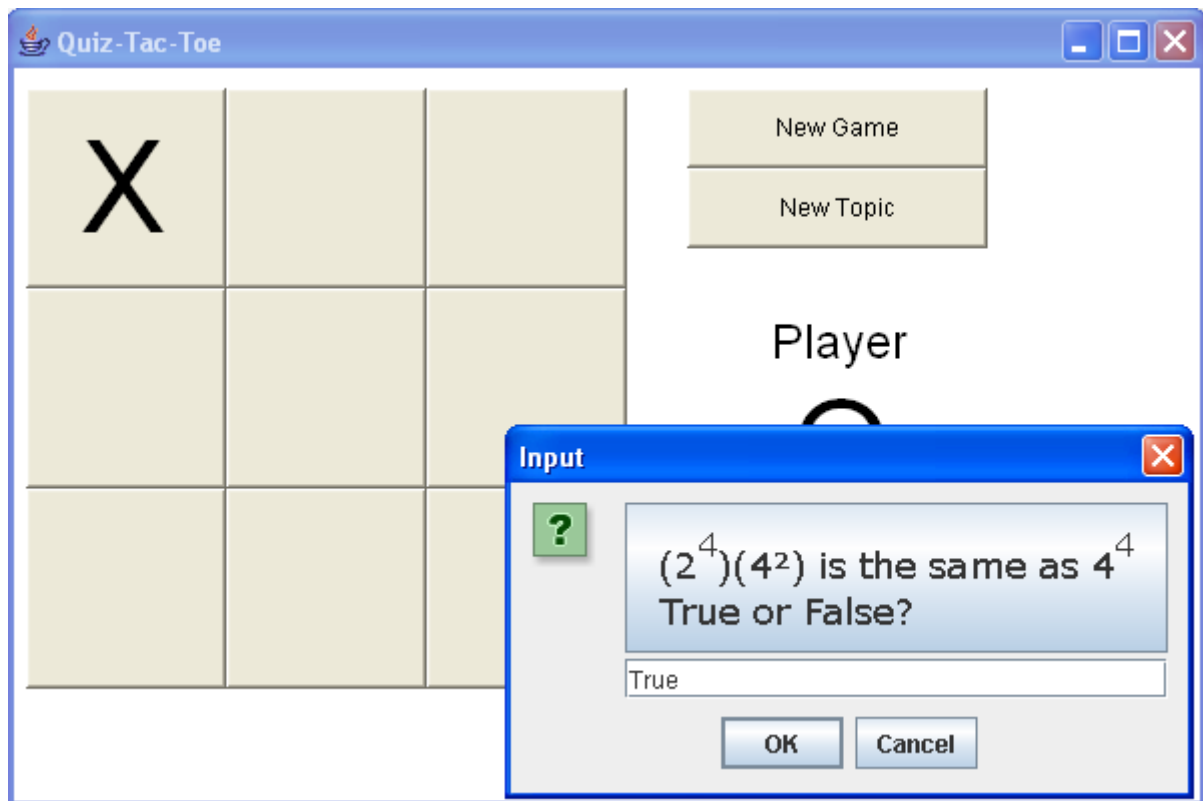 Quiz-Tac-Toe
X
New Game
New Topic
Player
Input
?
(2⁴)(4²) is the same as 4⁴
True or False?
True
OK
Cancel